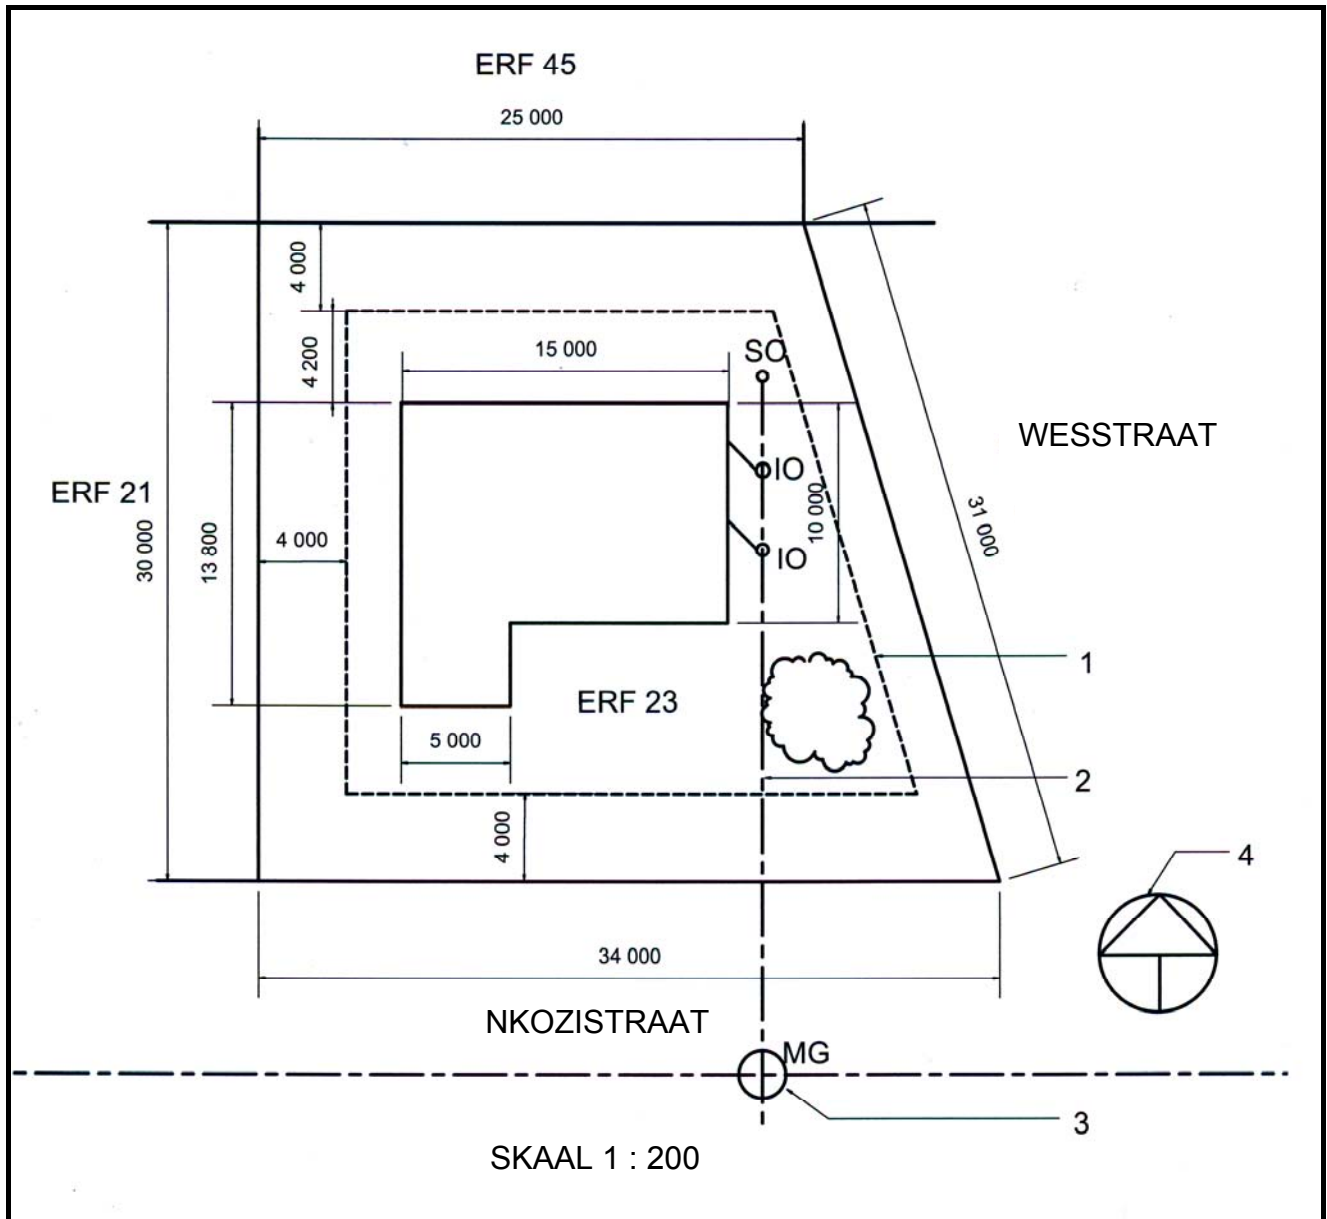 ERF 45
25 000
4 000
4 200
15 000
SO
WESSTRAAT
IO
ERF 21
30 000
13 800
4 000
10 000
31 000
IO
1
ERF 23
5 000
2
4 000
4
34 000
NKOZISTRAAT
MG
3
SKAAL 1 : 200